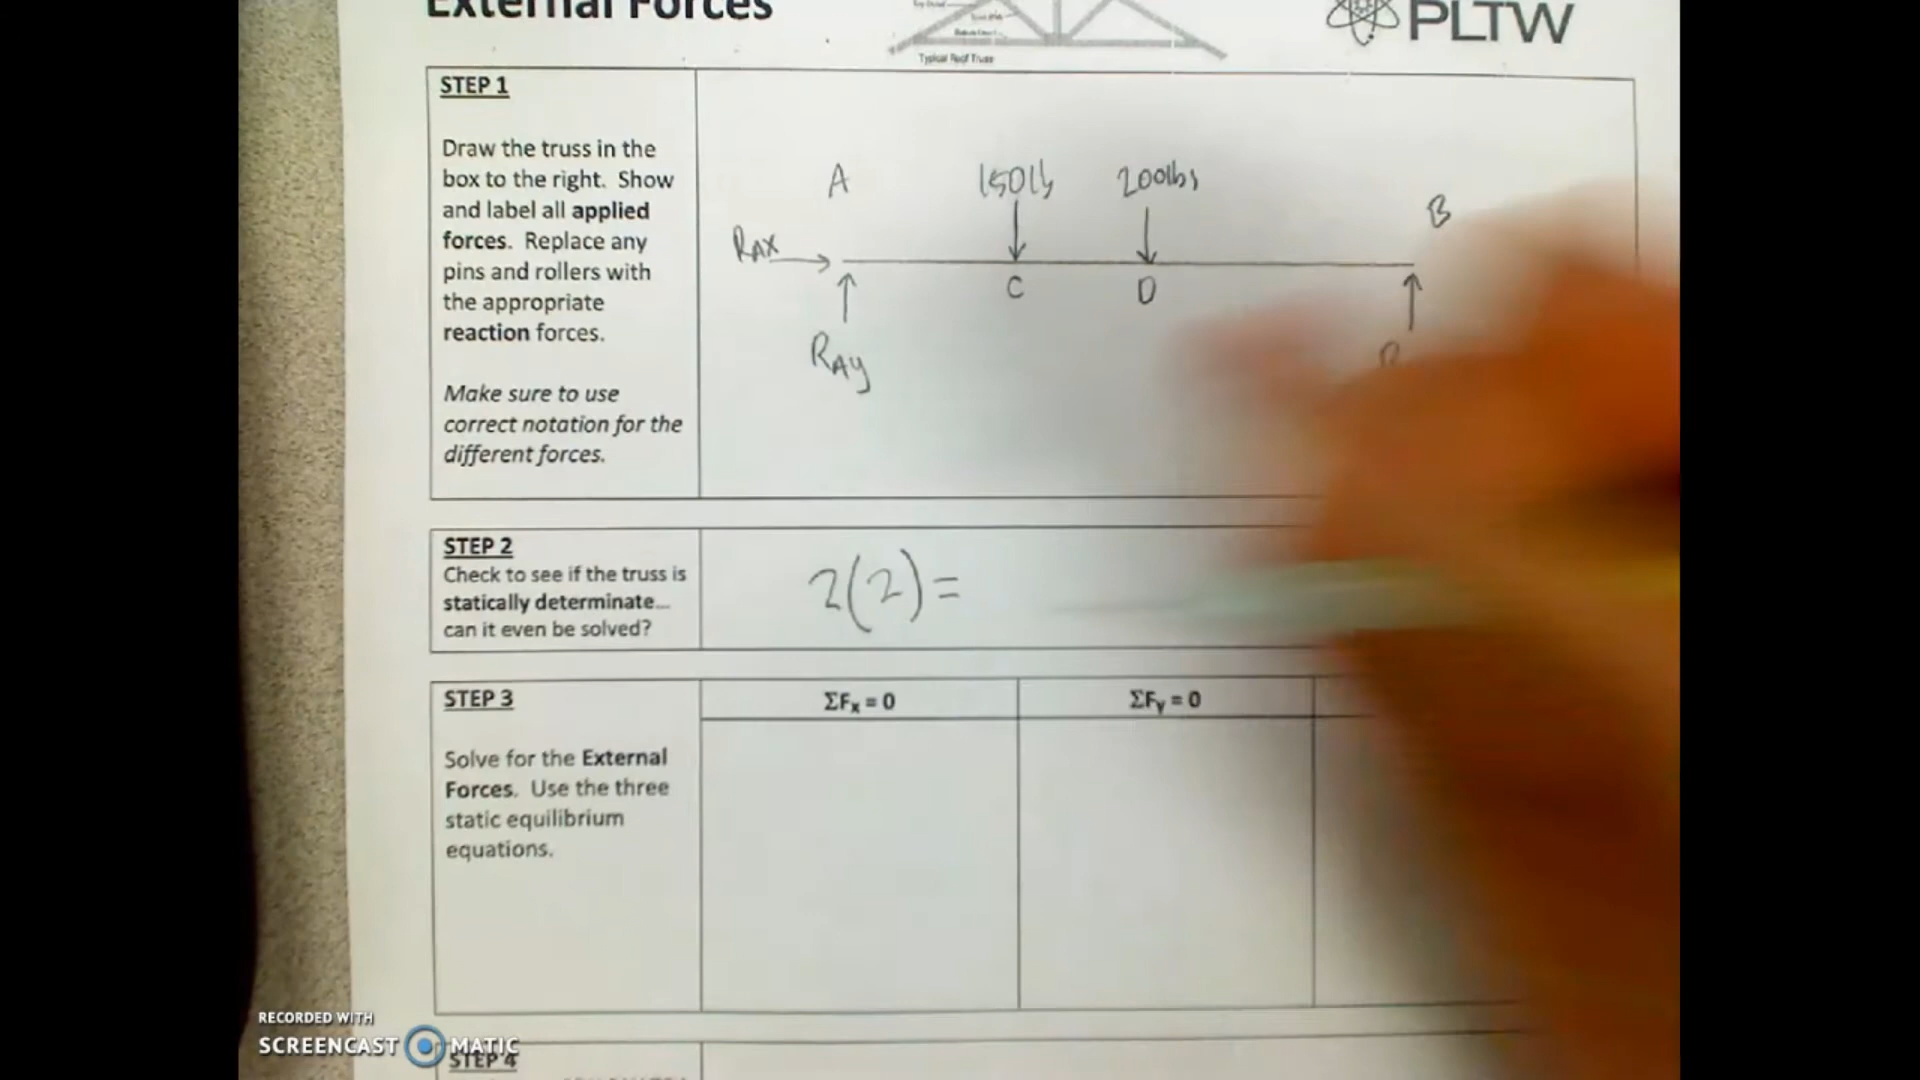 External Forces
Typical Roof Truss
PLTW
STEP 1
Draw the truss in the
box to the right. Show
and label all applied
forces. Replace any
pins and rollers with
the appropriate
reaction forces.
Make sure to use
correct notation for the
different forces.
A
150lb
200lbs
B
RAX
C
D
RAy
STEP 2
Check to see if the truss is
statically determinate...
can it even be solved?
2(2)=
STEP 3
Solve for the External
Forces. Use the three
static equilibrium
equations.
ΣFx = 0
ΣFy = 0
RECORDED WITH
SCREENCAST MATIC
STEP 4